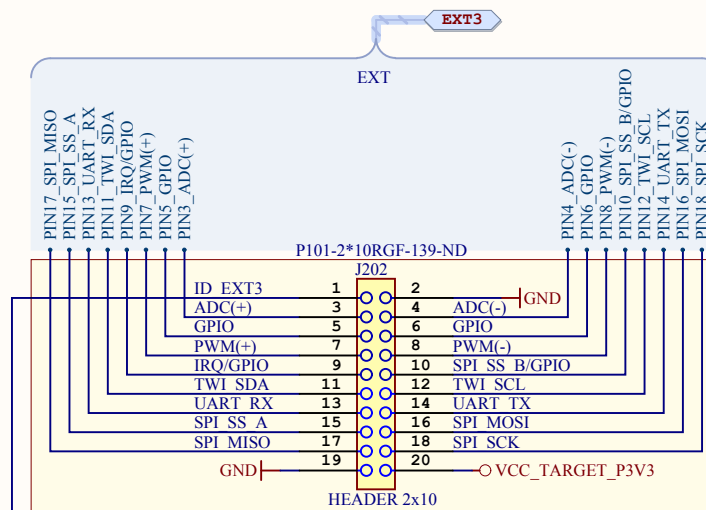 EXT3
EXT
PIN17_SPI_MISO
PIN15_SPI_SS_A
PIN13_UART_RX
PIN11_TWI_SDA
PIN9_IRQ/GPIO
PIN7_PWM(+)
PIN5_GPIO
PIN3_ADC(+)
PIN4_ADC(-)
PIN6_GPIO
PIN8_PWM(-)
PIN10_SPI_SS_B/GPIO
PIN12_TWI_SCL
PIN14_UART_TX
PIN16_SPI_MOSI
PIN18_SPI_SCK
P101-2*10RGF-139-ND
J202
ID_EXT3 1 2 GND
ADC(+) 3 4 ADC(-)
GPIO 5 6 GPIO
PWM(+) 7 8 PWM(-)
IRQ/GPIO 9 10 SPI_SS_B/GPIO
TWI_SDA 11 12 TWI_SCL
UART_RX 13 14 UART_TX
SPI_SS_A 15 16 SPI_MOSI
SPI_MISO 17 18 SPI_SCK
GND 19 20 VCC_TARGET_P3V3
HEADER 2x10